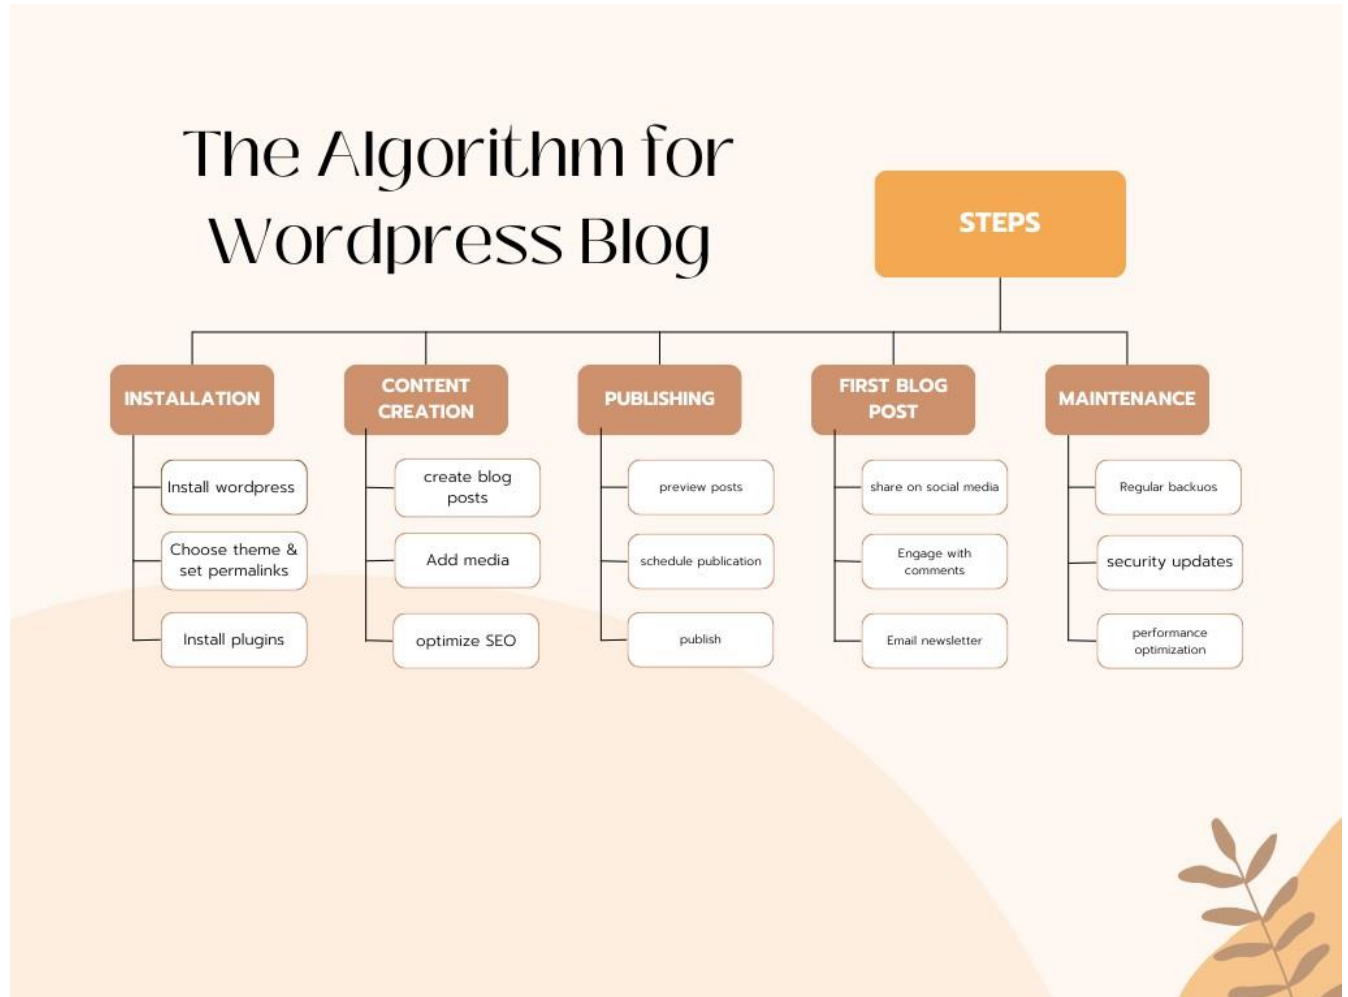 The Algorithm for
Wordpress Blog
STEPS
INSTALLATION
Install wordpress
Choose theme &
set permalinks
Install plugins
CONTENT
CREATION
create blog
posts
Add media
optimize SEO
PUBLISHING
preview posts
schedule publication
publish
FIRST BLOG
POST
share on social media
Engage with
comments
Email newsletter
MAINTENANCE
Regular backuos
security updates
performance
optimization